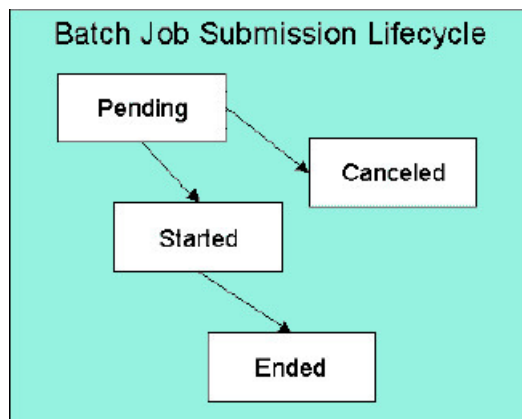 Batch Job Submission Lifecycle
Pending
Canceled
Started
Ended